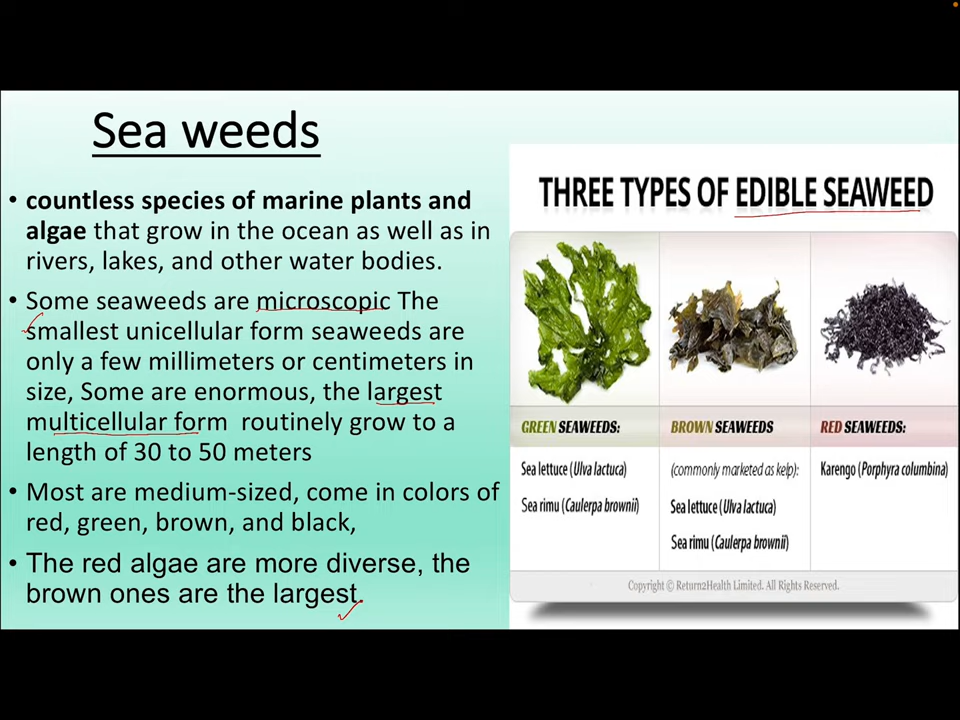 Sea weeds
• countless species of marine plants and
algae that grow in the ocean as well as in
rivers, lakes, and other water bodies.
• Some seaweeds are microscopic The
smallest unicellular form seaweeds are
only a few millimeters or centimeters in
size, Some are enormous, the largest
multicellular form routinely grow to a
length of 30 to 50 meters
• Most are medium-sized, come in colors of
red, green, brown, and black,
• The red algae are more diverse, the
brown ones are the largest.
THREE TYPES OF EDIBLE SEAWEED
GREEN SEAWEEDS:
Sea lettuce (Ulva lactuca)
Sea rimu (Caulerpa brownii)
BROWN SEAWEEDS
(commonly marketed as kelp):
Sea lettuce (Ulva lactuca)
Sea rimu (Caulerpa brownii)
RED SEAWEEDS:
Karengo (Porphyra columbina)
Copyright © Return2Health Limited. All Rights Reserved.